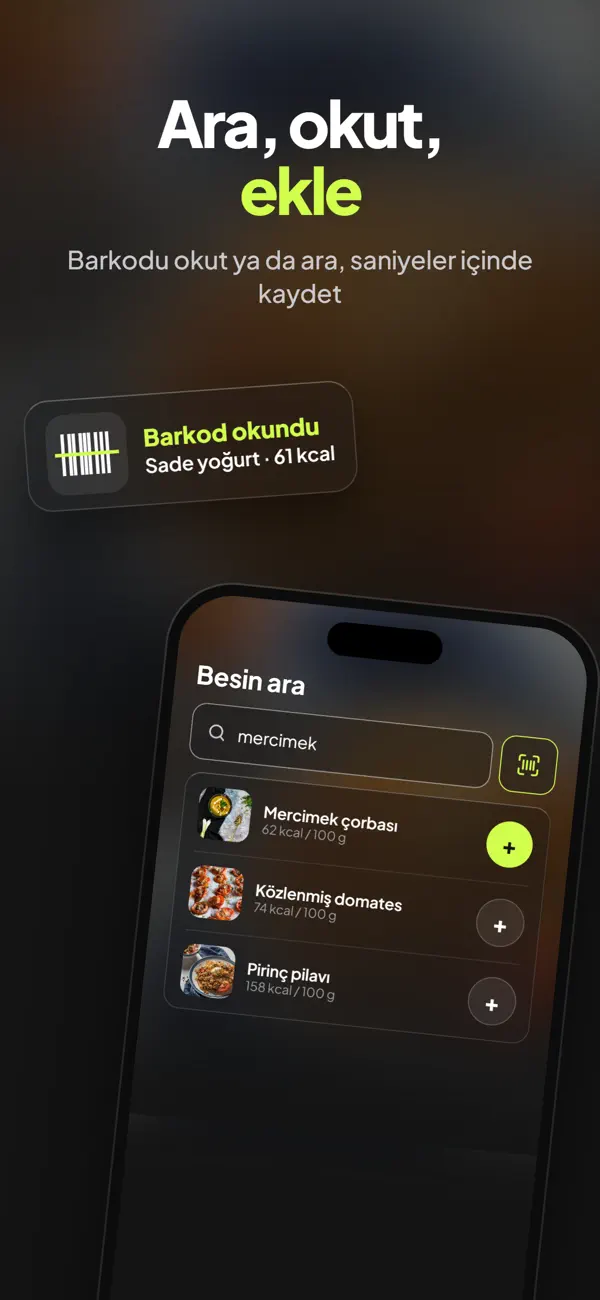 Ara, okut,
ekle
Barkodu okut ya da ara, saniyeler içinde
kaydet
Barkod okundu
Sade yoğurt · 61 kcal
Besin ara
mercimek
Mercimek çorbası
62 kcal / 100 g
Közlenmiş domates
74 kcal / 100 g
Pirinç pilavı
158 kcal / 100 g